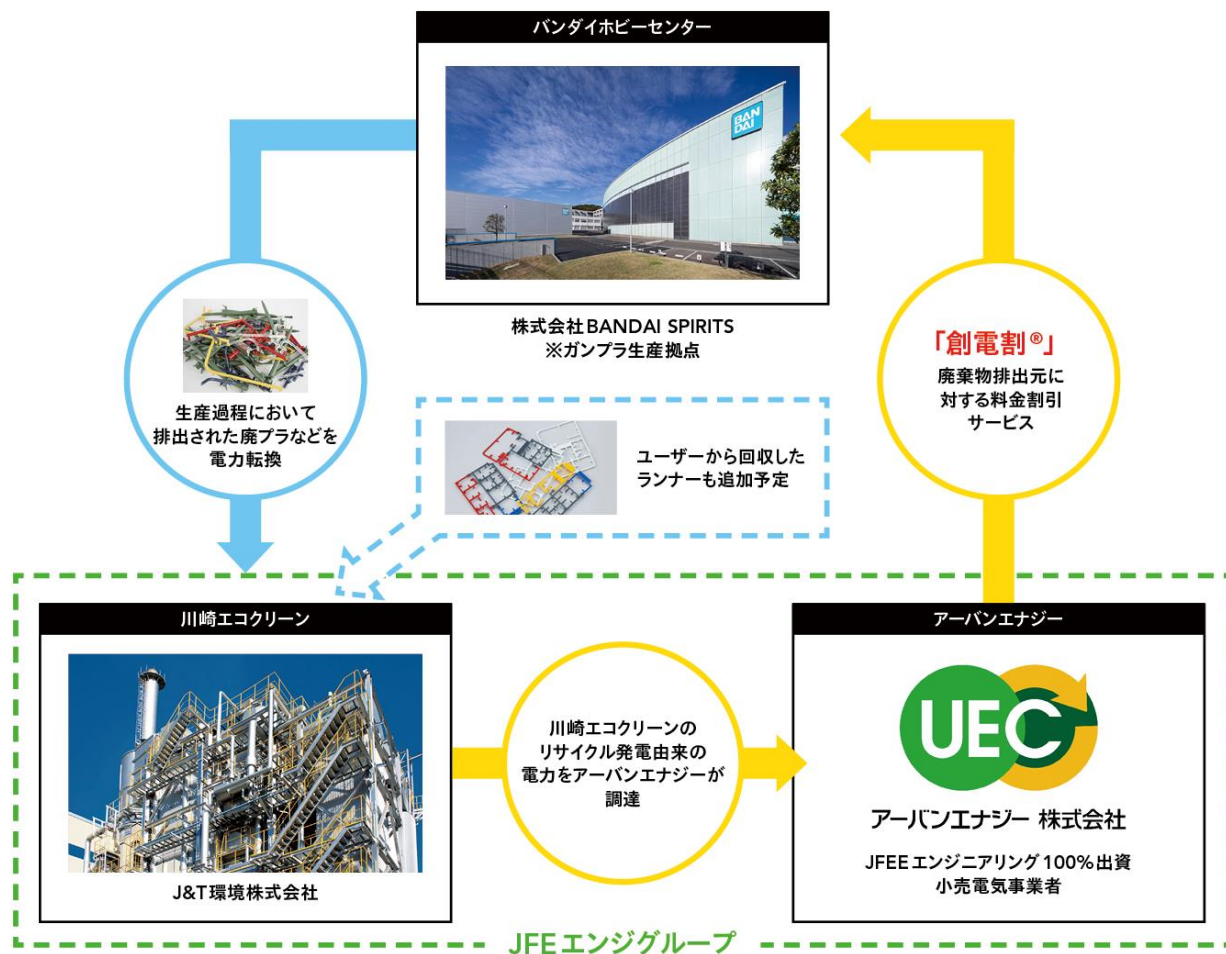 バンダイホビーセンター
BAN
DAI
株式会社BANDAI SPIRITS
※ガンプラ生産拠点
生産過程において
排出された廃プラなどを
電力転換
ユーザーから回収した
ランナーも追加予定
「創電割®」
廃棄物排出元に
対する料金割引
サービス
川崎エコクリーン
J&T環境株式会社
川崎エコクリーンの
リサイクル発電由来の
電力をアーバンエナジーが
調達
アーバンエナジー
UEC
アーバンエナジー 株式会社
JFEEエンジニアリング100%出資
小売電気事業者
JFEエンジグループ